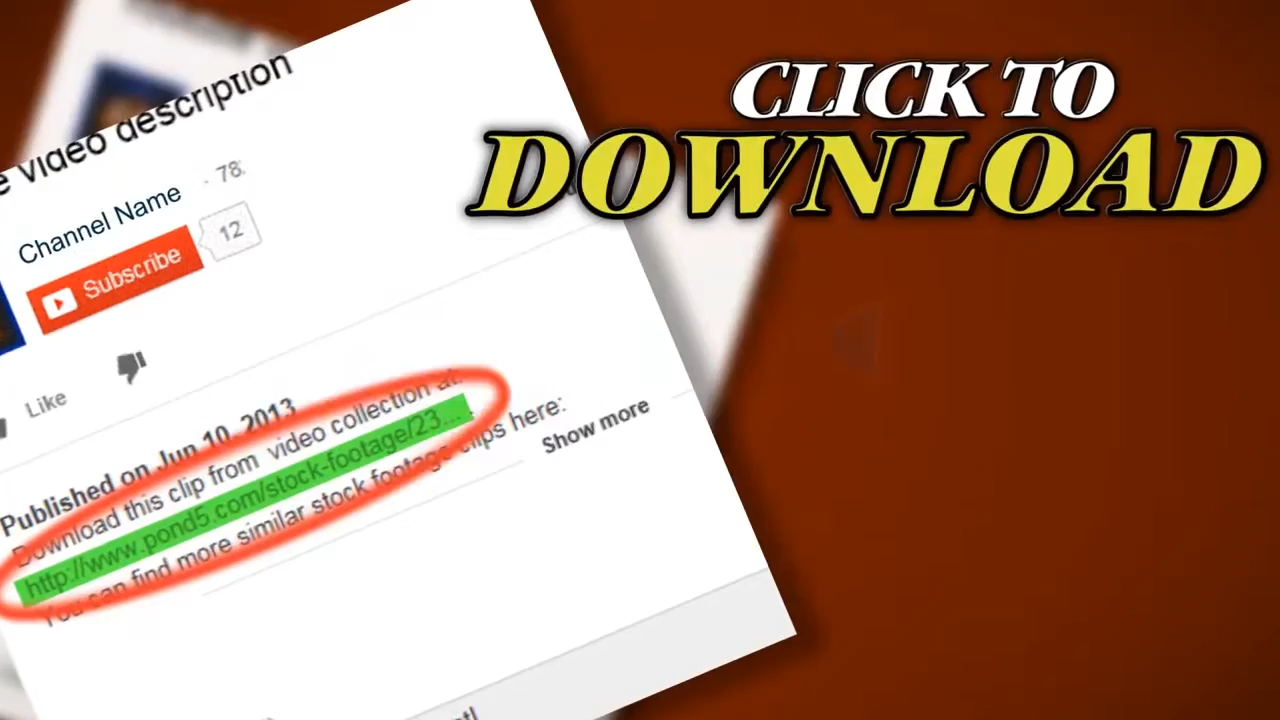 CLICK TO
DOWNLOAD
video description
Channel Name
Subscribe
12
Like
Published on Jun 10, 2013
Download this clip from video collection at:
http://www.pond5.com/stock-footage/23...
You can find more similar stock footage clips here:
Show more